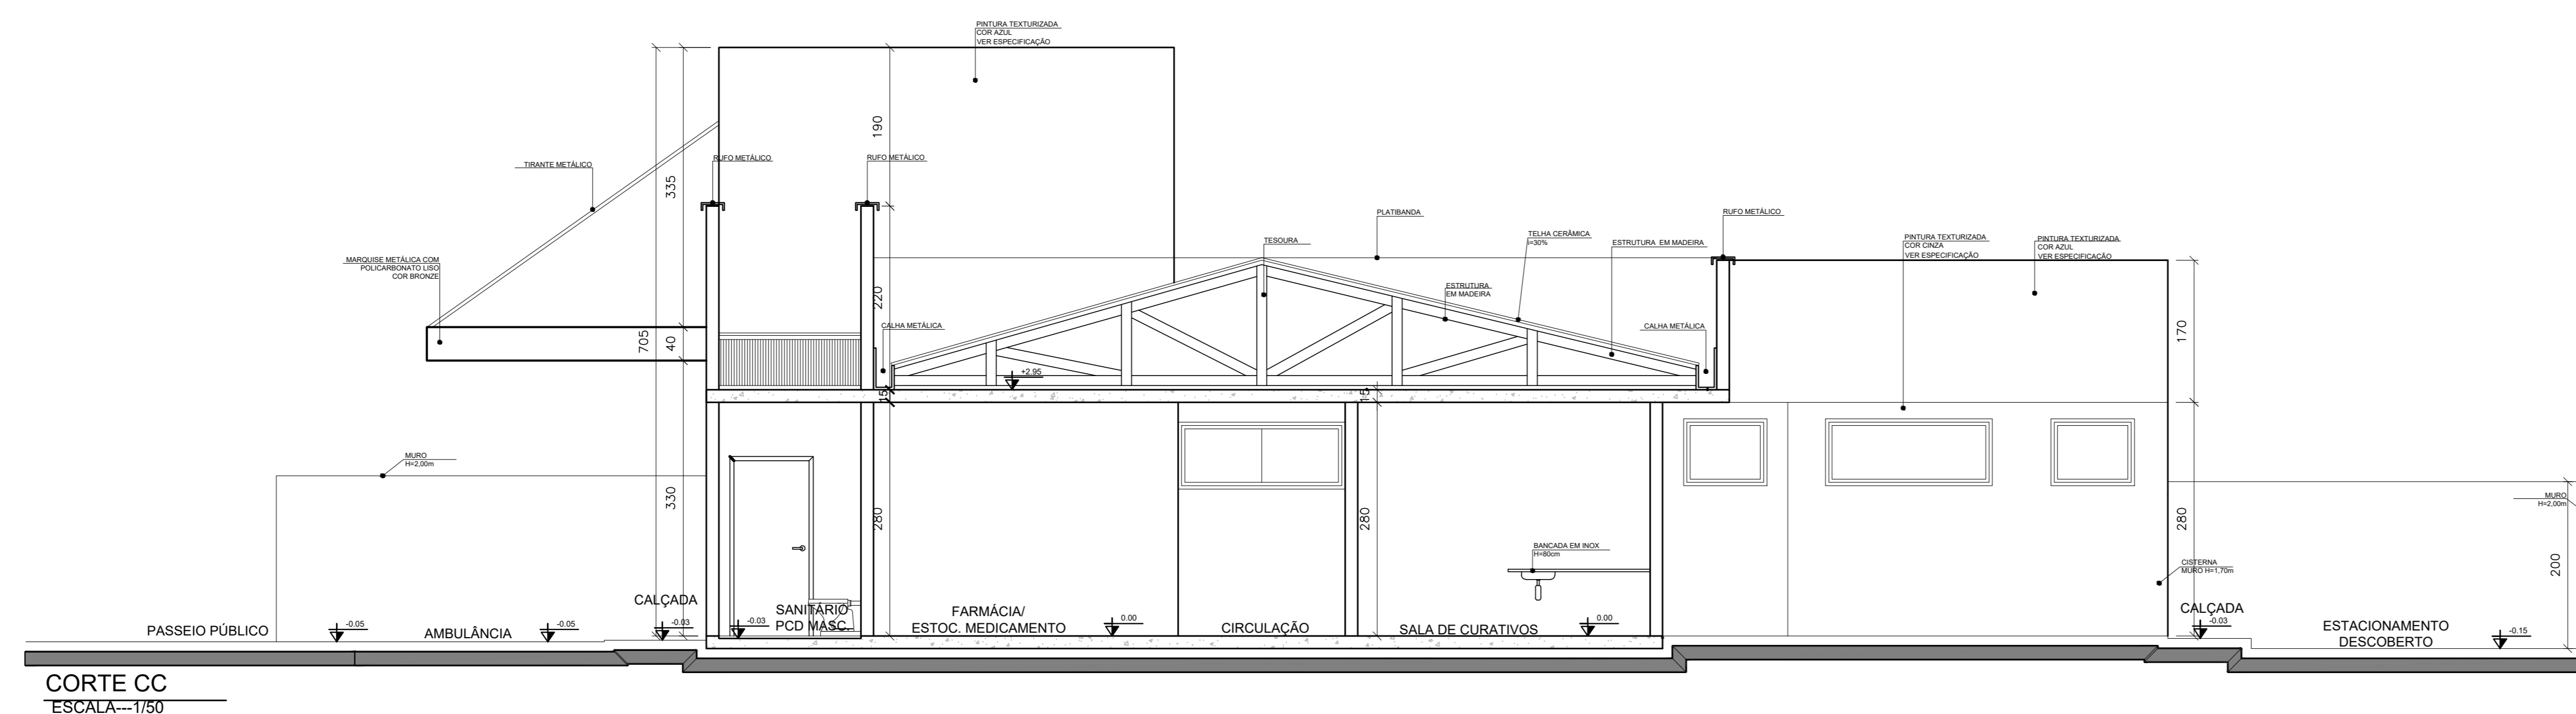 PINTURA TEXTURIZADA
COR AZUL
VER ESPECIFICAÇÃO
190
TIRANTE METÁLICO
RUFO METÁLICO
RUFO METÁLICO
335
PLATIBANDA
RUFO METÁLICO
TESOURA
TELHA CERÂMICA
i=30%
ESTRUTURA EM MADEIRA
PINTURA TEXTURIZADA
COR CINZA
VER ESPECIFICAÇÃO
PINTURA TEXTURIZADA
COR AZUL
VER ESPECIFICAÇÃO
MARQUISE METÁLICA COM
POLICARBONATO LISO
COR BRONZE
ESTRUTURA
EM MADEIRA
220
CALHA METÁLICA
CALHA METÁLICA
170
705
40
+2.95
15
15
MURO
H=2,00m
330
280
280
280
MURO
H=2,00m
200
BANCADA EM INOX
H=80cm
CISTERNA
MURO H=1,70m
CALÇADA
-0.03
SANITÁRIO
PCD MASC.
-0.03
FARMÁCIA/
ESTOC. MEDICAMENTO
0.00
CIRCULAÇÃO
SALA DE CURATIVOS
0.00
CALÇADA
-0.03
PASSEIO PÚBLICO
-0.05
AMBULÂNCIA
-0.05
ESTACIONAMENTO
DESCOBERTO
-0.15
CORTE CC
ESCALA---1/50